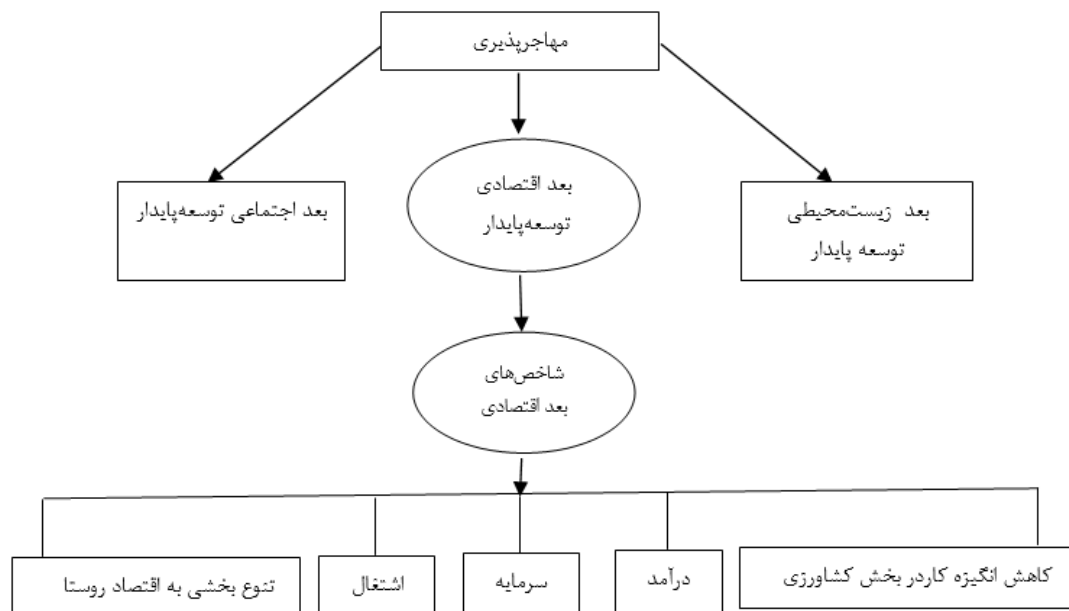 مهاجرپذیری
بعد زیست‌محیطی
توسعه پایدار
بعد اقتصادی
توسعه‌پایدار
بعد اجتماعی توسعه‌پایدار
شاخص‌های
بعد اقتصادی
کاهش انگیزه کاردر بخش کشاورزی
درآمد
سرمایه
اشتغال
تنوع بخشی به اقتصاد روستا